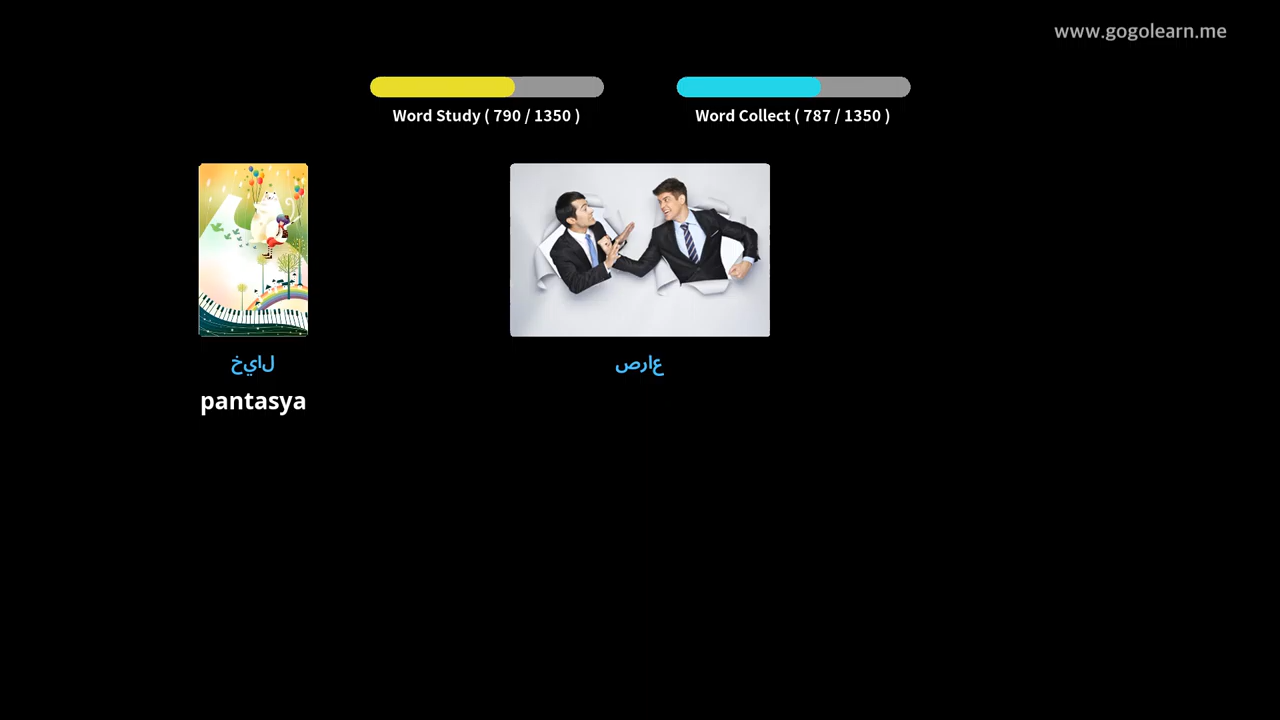 www.gogolearn.me
Word Study ( 790 / 1350 )
Word Collect ( 787 / 1350 )
خيال
صراع
pantasya